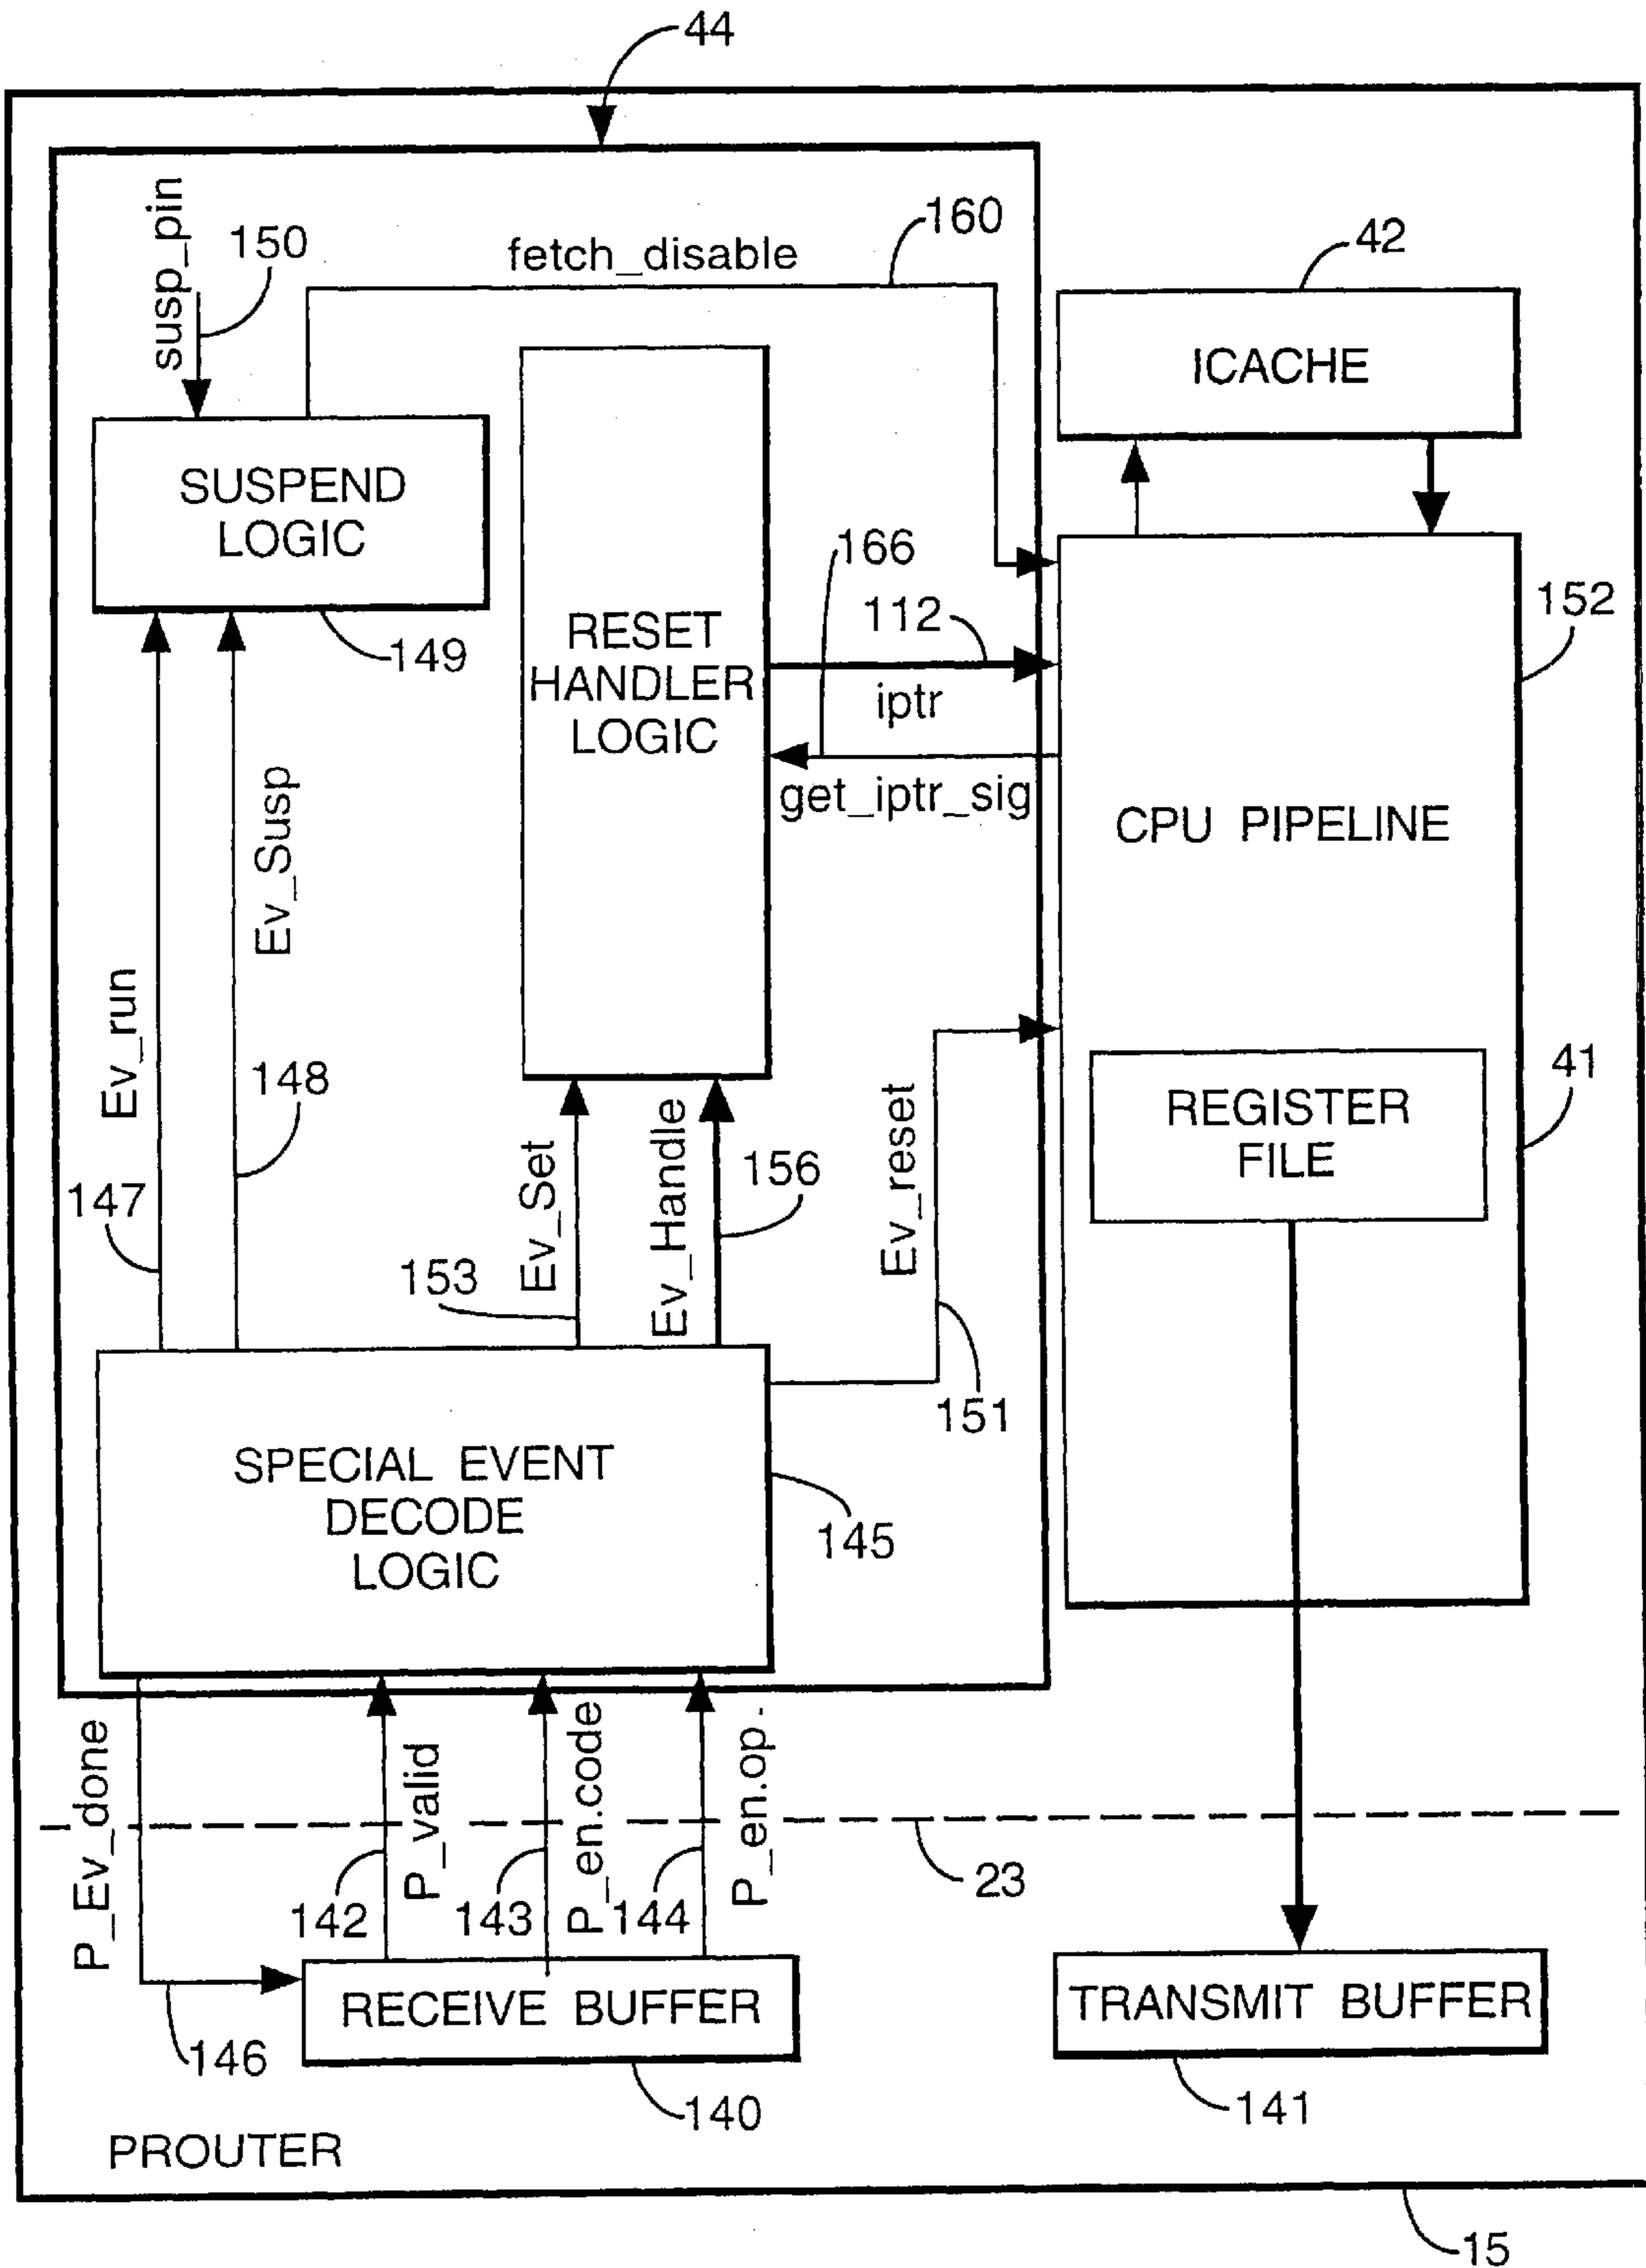 44
susp_pin
150
fetch_disable
160
42
ICACHE
SUSPEND
LOGIC
149
166
112
iptr
get_iptr_sig
RESET
HANDLER
LOGIC
152
CPU PIPELINE
Ev_run
Ev_Susp
148
147
Ev_Set
153
Ev_Handle
156
Ev_reset
151
REGISTER
FILE
41
SPECIAL EVENT
DECODE
LOGIC
145
P_Ev_done
P_valid
142
P_en.code
143
P_en.op.
144
23
146
RECEIVE BUFFER
140
TRANSMIT BUFFER
141
PROUTER
15